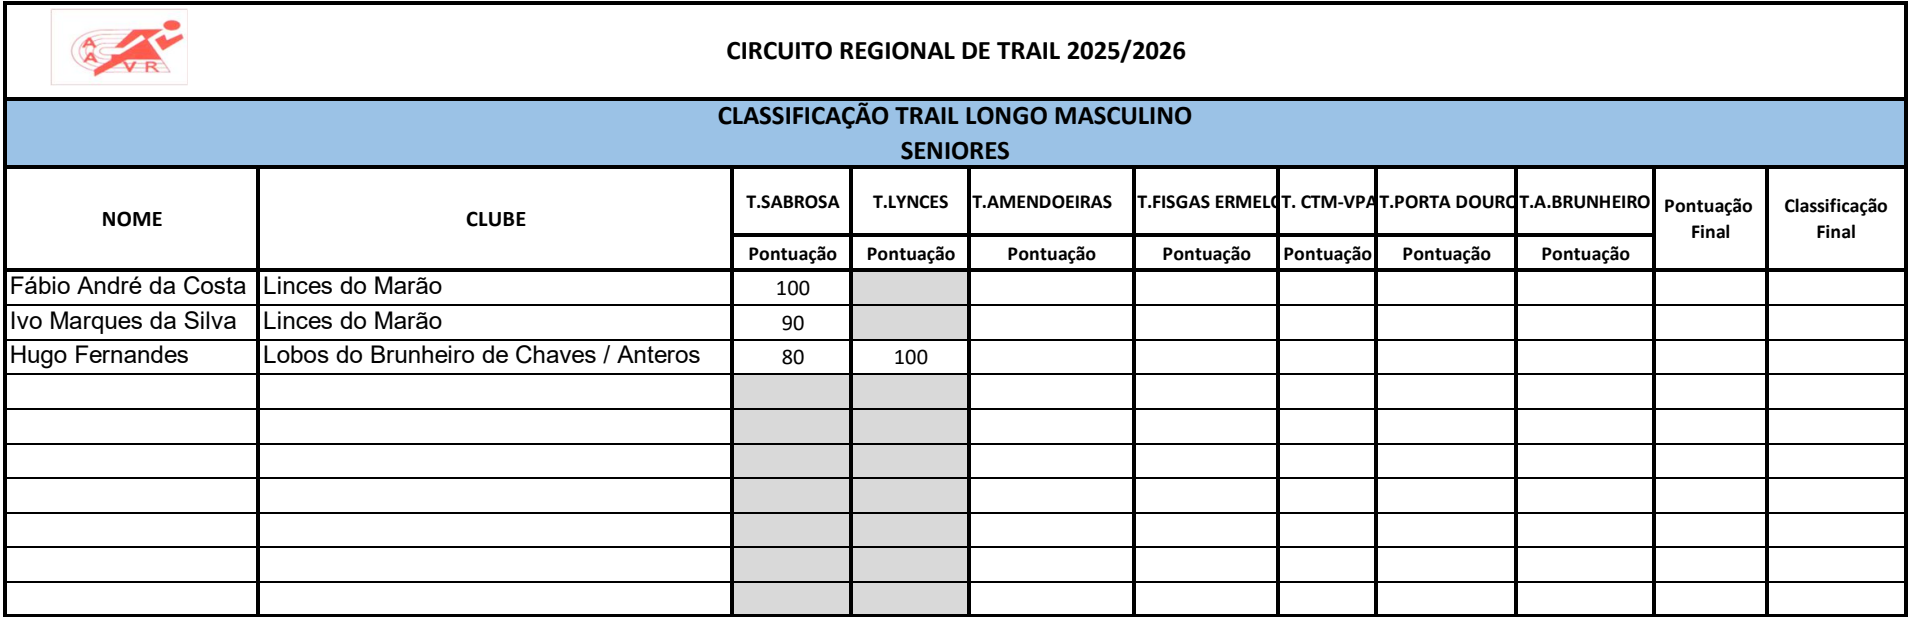 A A A V R
CIRCUITO REGIONAL DE TRAIL 2025/2026
CLASSIFICAÇÃO TRAIL LONGO MASCULINO
SENIORES
NOME CLUBE T.SABROSA T.LYNCES T.AMENDOEIRAS T.FISGAS ERMELO T. CTM-VPA T.PORTA DOURO T.A.BRUNHEIRO Pontuação Final Classificação Final
Pontuação Pontuação Pontuação Pontuação Pontuação Pontuação Pontuação
Fábio André da Costa Linces do Marão 100
Ivo Marques da Silva Linces do Marão 90
Hugo Fernandes Lobos do Brunheiro de Chaves / Anteros 80 100